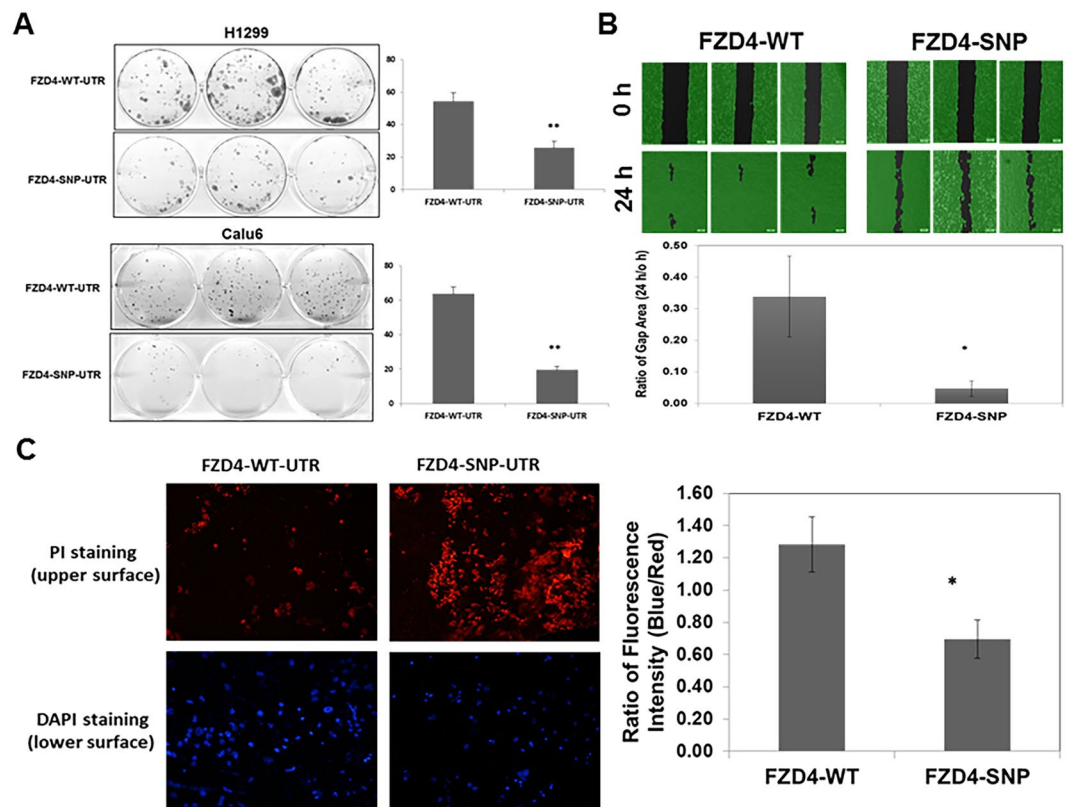 A
H1299
FZD4-WT-UTR
FZD4-SNP-UTR
80
60
40
20
0
**
FZD4-WT-UTR
FZD4-SNP-UTR
Calu6
FZD4-WT-UTR
FZD4-SNP-UTR
80
60
40
20
0
**
FZD4-WT-UTR
FZD4-SNP-UTR
B
FZD4-WT
FZD4-SNP
0 h
24 h
Ratio of Gap Area (24 h/o h)
0.50
0.40
0.30
0.20
0.10
0.00
*
FZD4-WT
FZD4-SNP
C
FZD4-WT-UTR
FZD4-SNP-UTR
PI staining
(upper surface)
DAPI staining
(lower surface)
Ratio of Fluorescence
Intensity (Blue/Red)
1.60
1.40
1.20
1.00
0.80
0.60
0.40
0.20
0.00
*
FZD4-WT
FZD4-SNP